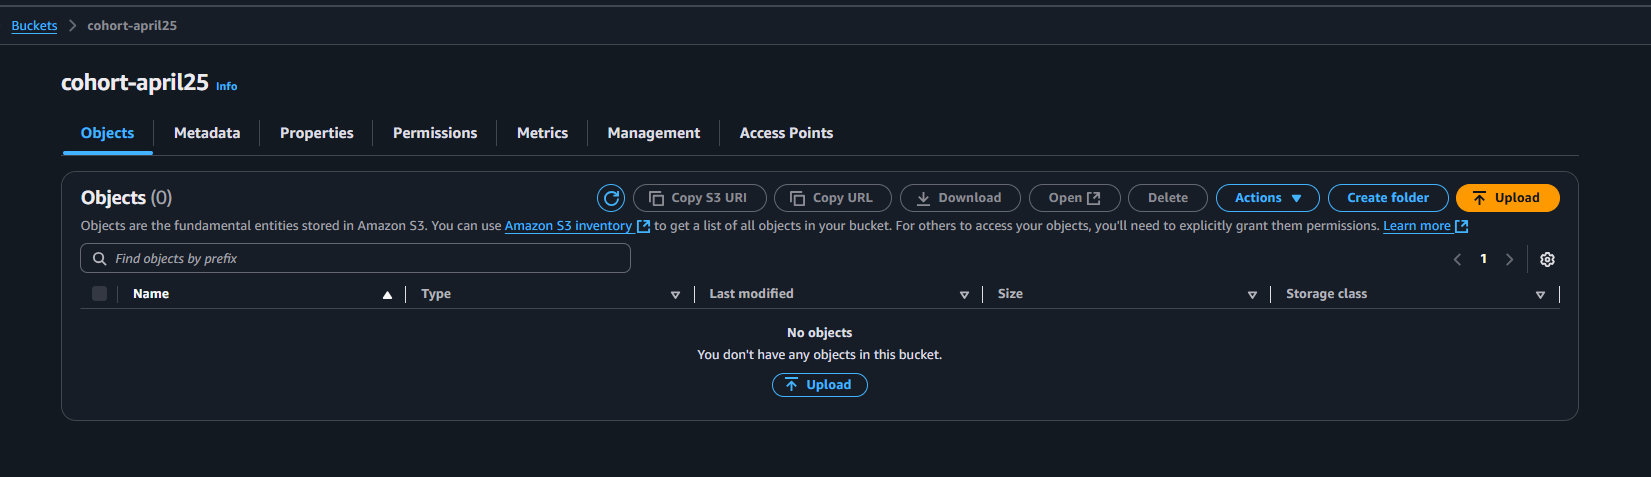 Buckets > cohort-april25
cohort-april25 Info
Objects Metadata Properties Permissions Metrics Management Access Points
Objects (0) Copy S3 URI Copy URL Download Open Delete Actions Create folder Upload
Objects are the fundamental entities stored in Amazon S3. You can use Amazon S3 inventory to get a list of all objects in your bucket. For others to access your objects, you'll need to explicitly grant them permissions. Learn more
Find objects by prefix < 1 >
Name Type Last modified Size Storage class
No objects
You don't have any objects in this bucket.
Upload